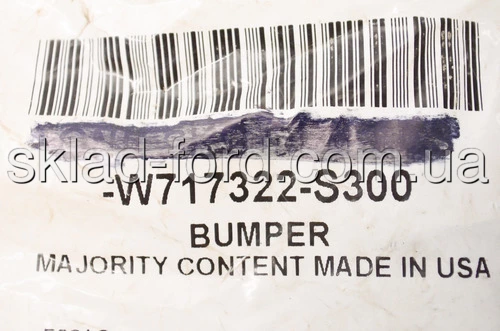 sklad-ford.com.ua
-W717322-S300
BUMPER
MAJORITY CONTENT MADE IN USA